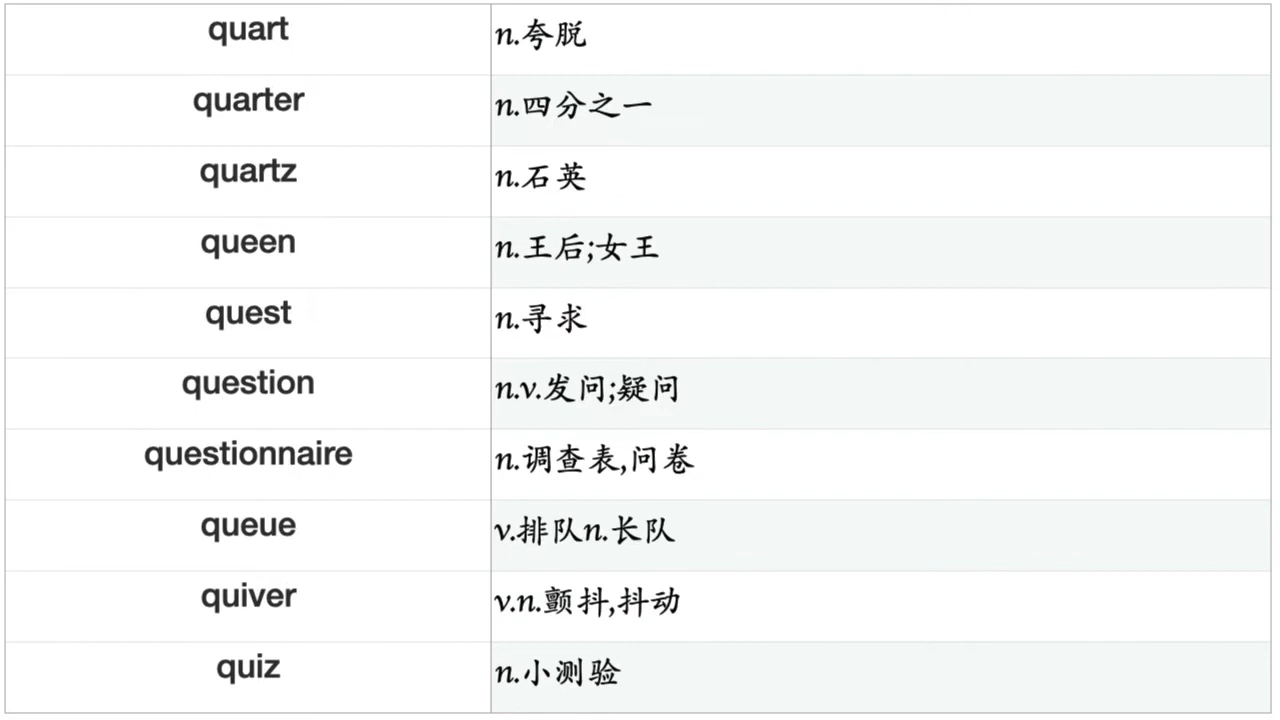 quart n.夸脱
quarter n.四分之一
quartz n.石英
queen n.王后;女王
quest n.寻求
question n.v.发问;疑问
questionnaire n.调查表,问卷
queue v.排队n.长队
quiver v.n.颤抖,抖动
quiz n.小测验